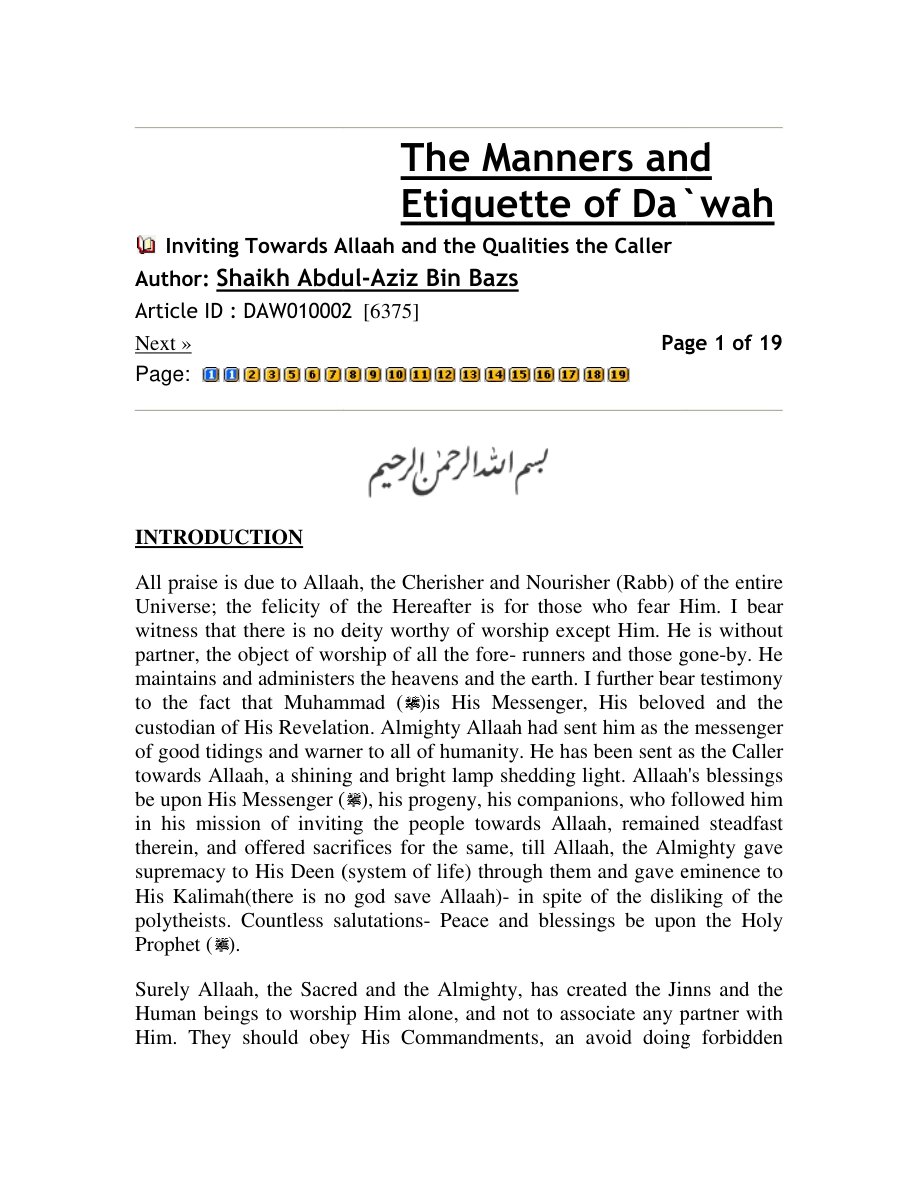 The Manners and
Etiquette of Da`wah
Inviting Towards Allaah and the Qualities the Caller
Author: Shaikh Abdul-Aziz Bin Bazs
Article ID : DAW010002 [6375]
Next » Page 1 of 19
Page: 1 1 2 3 5 6 7 8 9 10 11 12 13 14 15 16 17 18 19
بسم الله الرحمن الرحيم
INTRODUCTION
All praise is due to Allaah, the Cherisher and Nourisher (Rabb) of the entire
Universe; the felicity of the Hereafter is for those who fear Him. I bear
witness that there is no deity worthy of worship except Him. He is without
partner, the object of worship of all the fore- runners and those gone-by. He
maintains and administers the heavens and the earth. I further bear testimony
to the fact that Muhammad (ﷺ)is His Messenger, His beloved and the
custodian of His Revelation. Almighty Allaah had sent him as the messenger
of good tidings and warner to all of humanity. He has been sent as the Caller
towards Allaah, a shining and bright lamp shedding light. Allaah's blessings
be upon His Messenger (ﷺ), his progeny, his companions, who followed him
in his mission of inviting the people towards Allaah, remained steadfast
therein, and offered sacrifices for the same, till Allaah, the Almighty gave
supremacy to His Deen (system of life) through them and gave eminence to
His Kalimah(there is no god save Allaah)- in spite of the disliking of the
polytheists. Countless salutations- Peace and blessings be upon the Holy
Prophet (ﷺ).
Surely Allaah, the Sacred and the Almighty, has created the Jinns and the
Human beings to worship Him alone, and not to associate any partner with
Him. They should obey His Commandments, an avoid doing forbidden